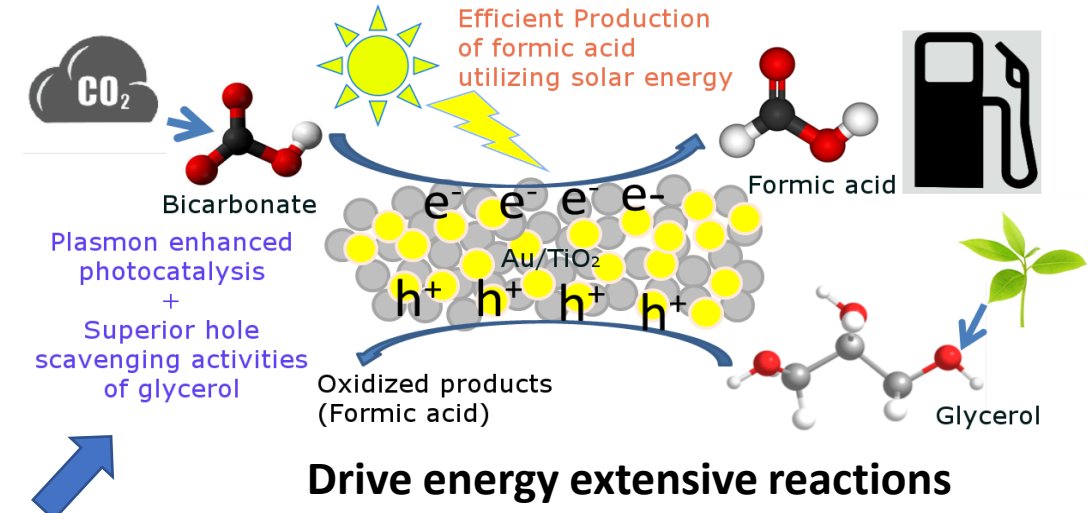 Efficient Production
of formic acid
utilizing solar energy
CO₂
Bicarbonate
Formic acid
Plasmon enhanced
photocatalysis
+
Superior hole
scavenging activities
of glycerol
e⁻ e⁻ e⁻ e-
Au/TiO₂
h⁺ h⁺ h⁺ h⁺
Oxidized products
(Formic acid)
Glycerol
Drive energy extensive reactions